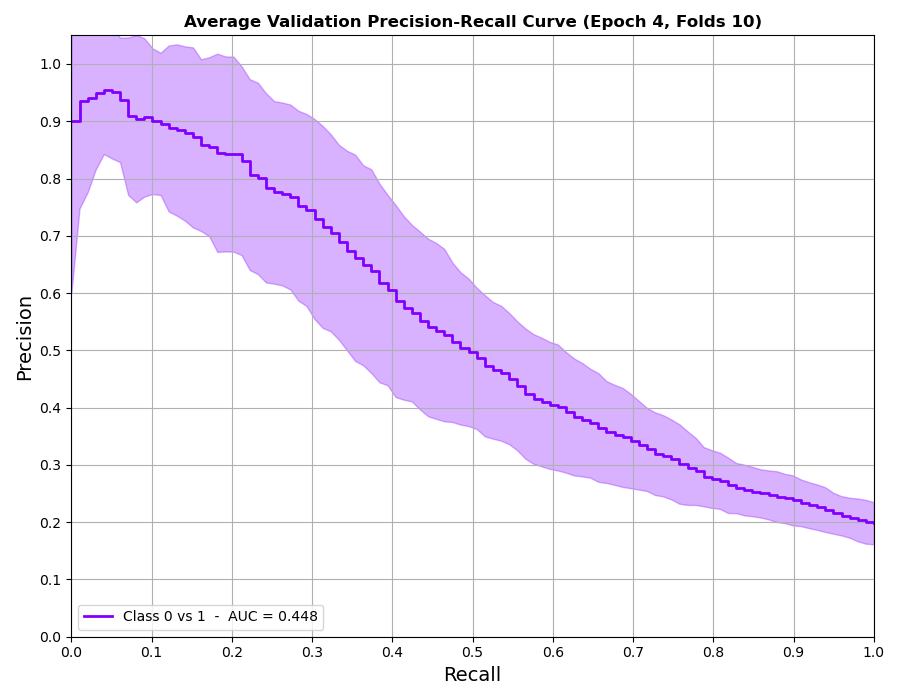 Average Validation Precision-Recall Curve (Epoch 4, Folds 10)
1.0
0.9
0.8
0.7
0.6
0.5
0.4
0.3
0.2
0.1
0.0
Precision
Class 0 vs 1 - AUC = 0.448
0.0 0.1 0.2 0.3 0.4 0.5 0.6 0.7 0.8 0.9 1.0
Recall